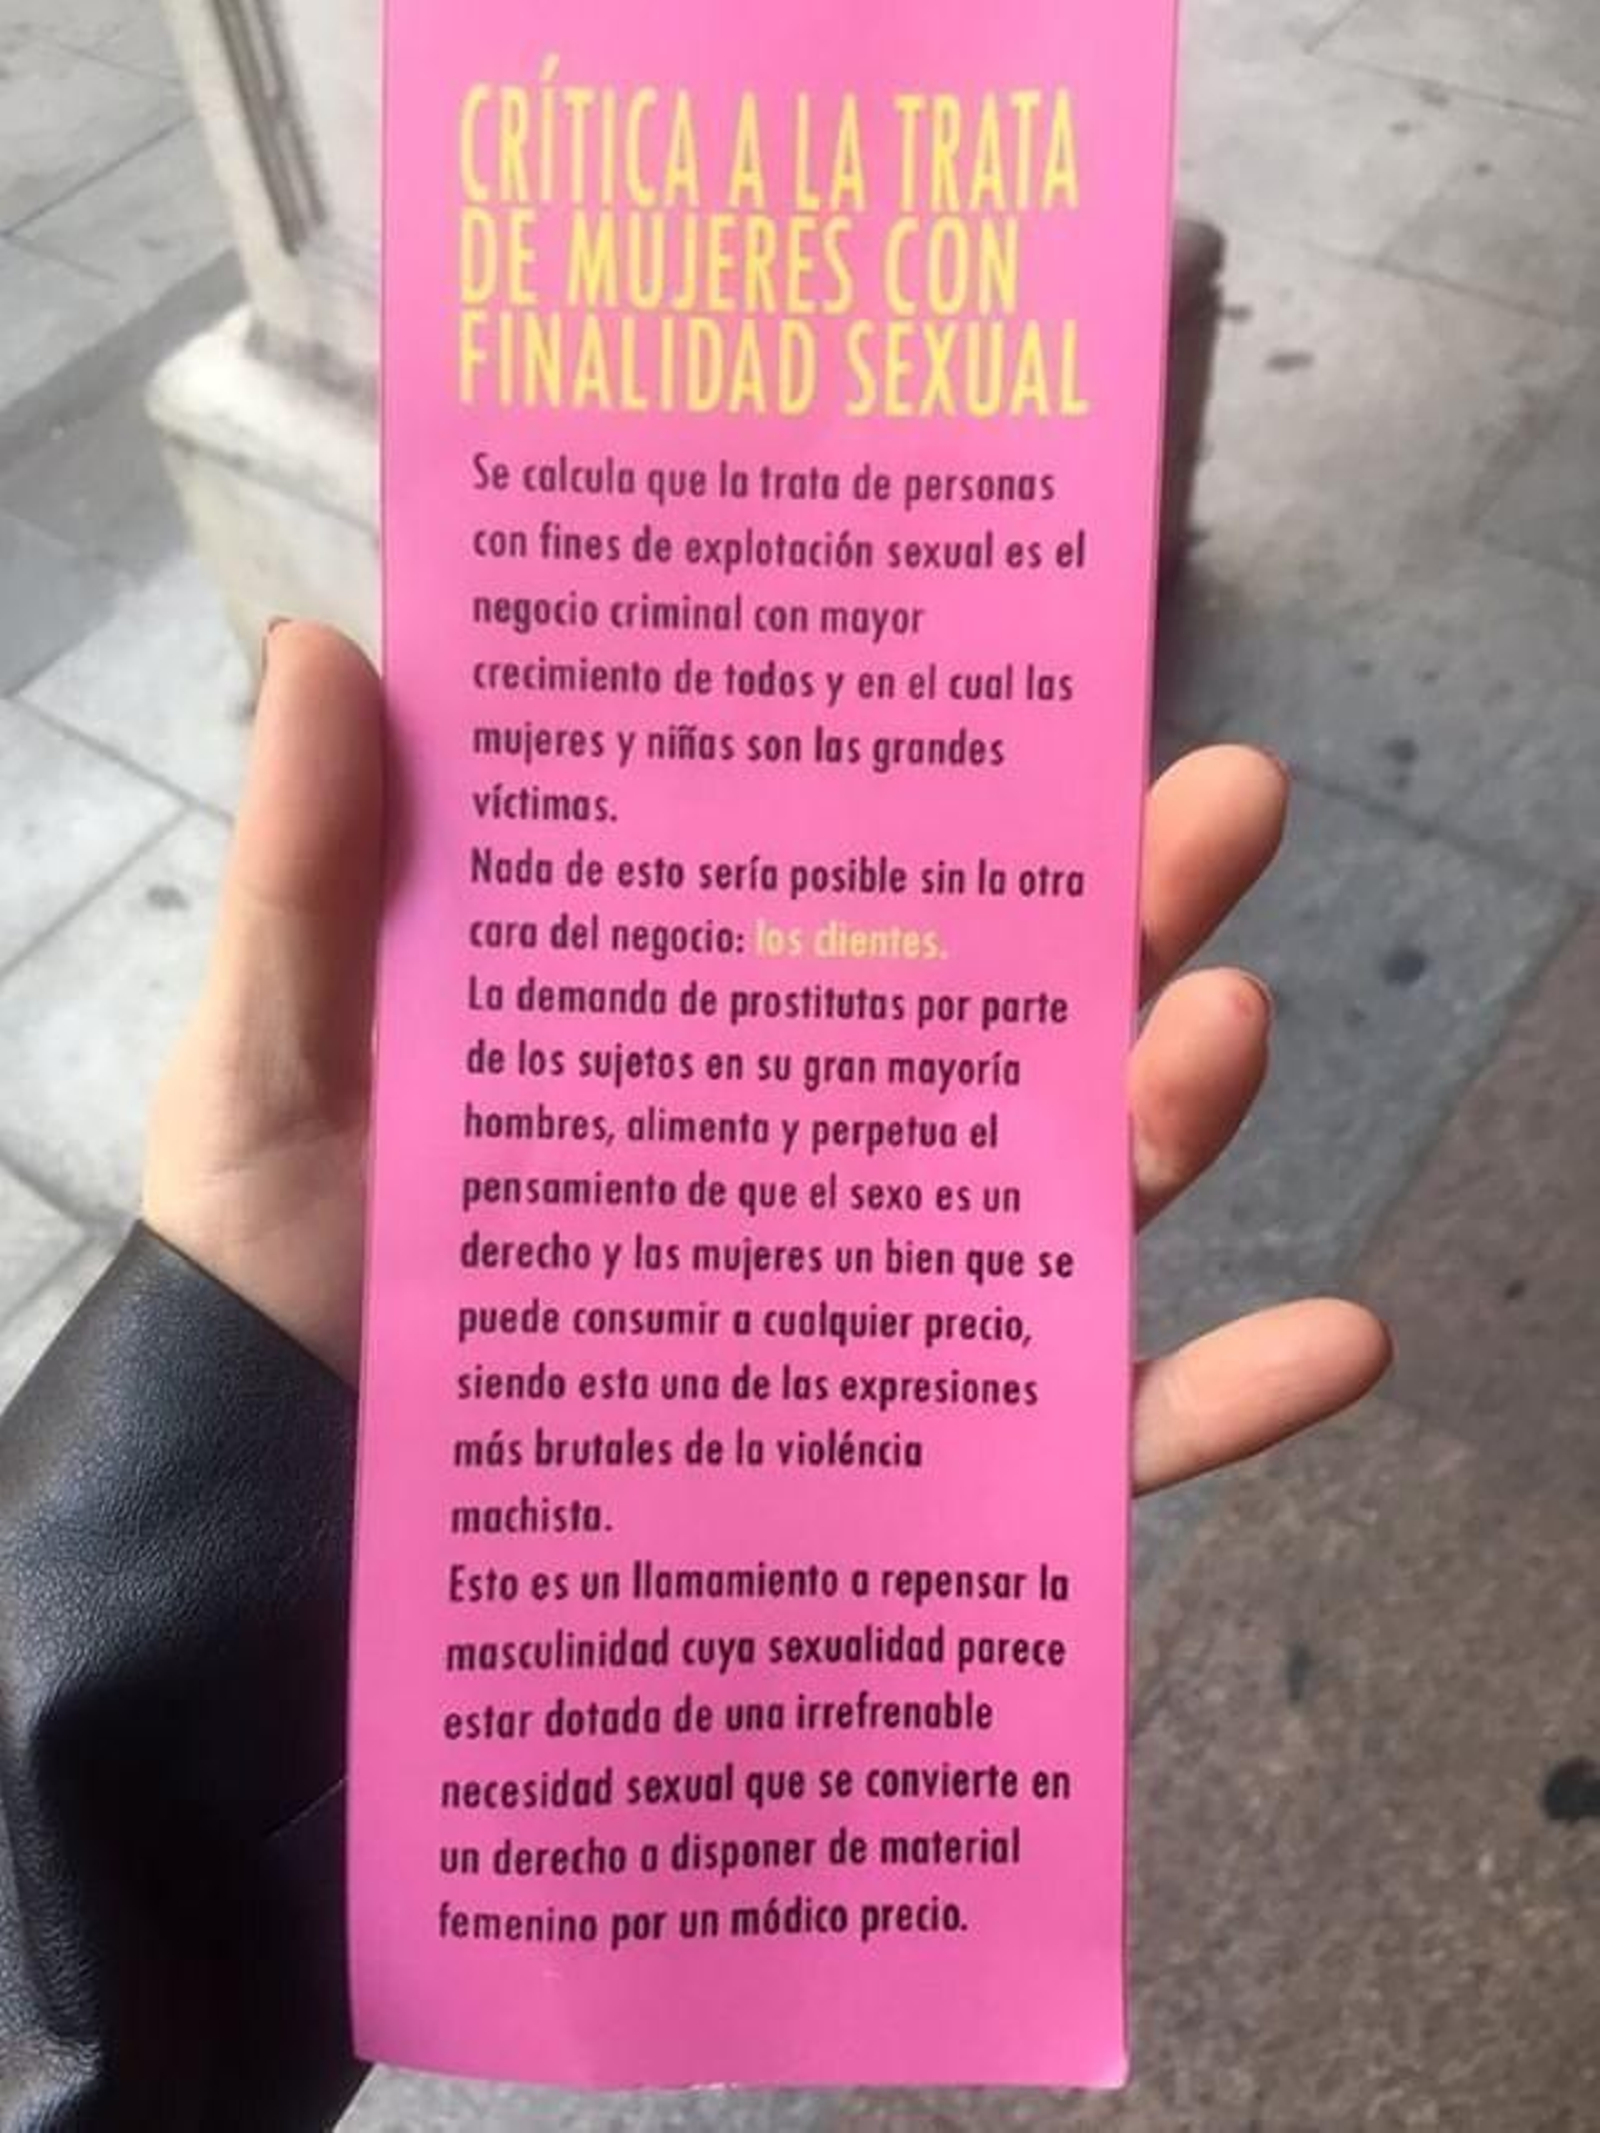 CRÍTICA A LA TRATA
DE MUJERES CON
FINALIDAD SEXUAL
Se calcula que la trata de personas
con fines de explotación sexual es el
negocio criminal con mayor
crecimiento de todos y en el cual las
mujeres y niñas son las grandes
víctimas.
Nada de esto sería posible sin la otra
cara del negocio: los clientes.
La demanda de prostitutas por parte
de los sujetos en su gran mayoría
hombres, alimenta y perpetua el
pensamiento de que el sexo es un
derecho y las mujeres un bien que se
puede consumir a cualquier precio,
siendo esta una de las expresiones
más brutales de la violéncia
machista.
Esto es un llamamiento a repensar la
masculinidad cuya sexualidad parece
estar dotada de una irrefrenable
necesidad sexual que se convierte en
un derecho a disponer de material
femenino por un módico precio.